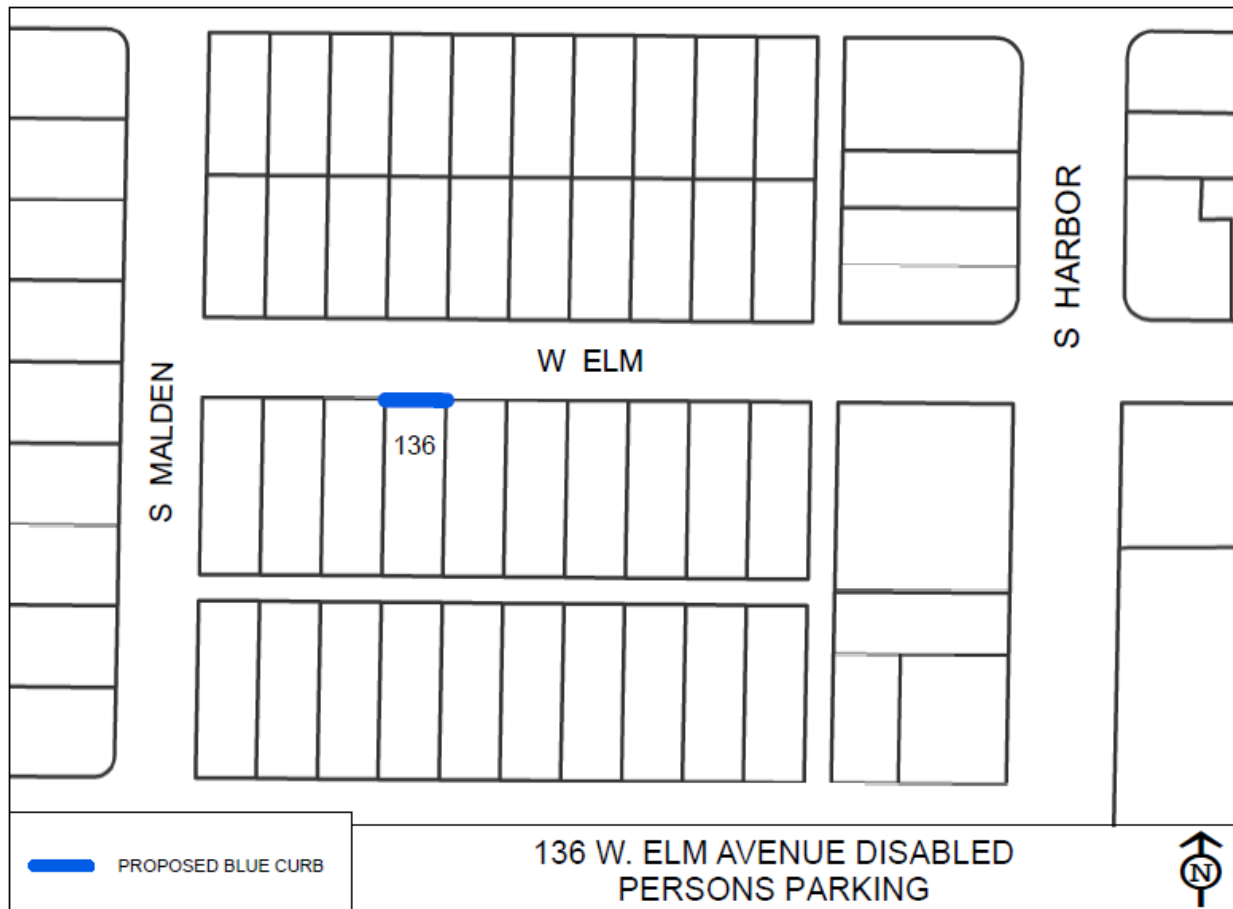 S HARBOR
W ELM
S MALDEN
136
PROPOSED BLUE CURB
136 W. ELM AVENUE DISABLED
PERSONS PARKING
N